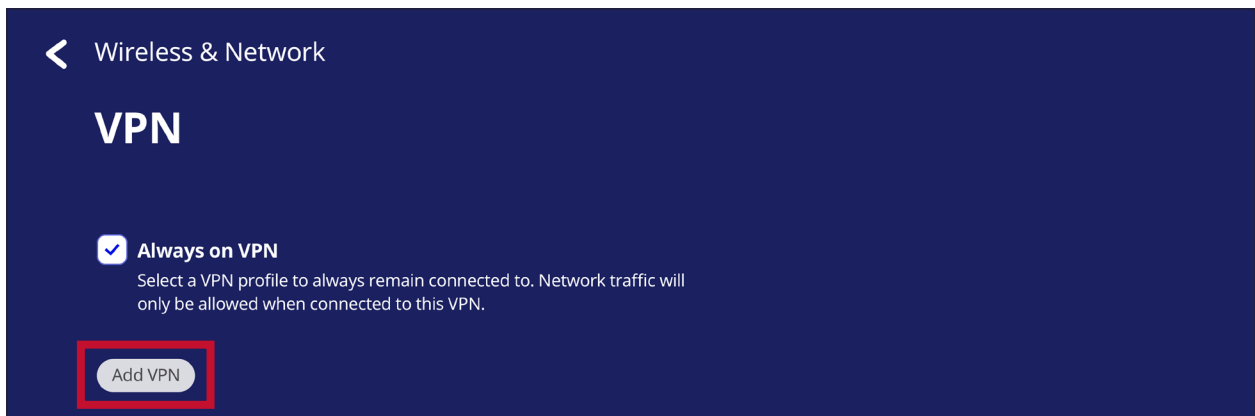 Wireless & Network
VPN
Always on VPN
Select a VPN profile to always remain connected to. Network traffic will
only be allowed when connected to this VPN.
Add VPN